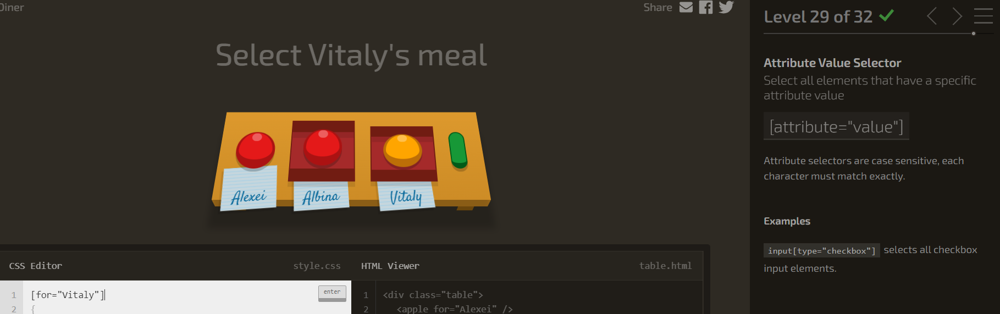 Diner
Share
Select Vitaly's meal
Alexei
Albina
Vitaly
CSS Editor
style.css
HTML Viewer
table.html
1
[for="Vitaly"]
enter
2
{
1
<div class="table">
2
<apple for="Alexei" />
Level 29 of 32
Attribute Value Selector
Select all elements that have a specific
attribute value
[attribute="value"]
Attribute selectors are case sensitive, each
character must match exactly.
Examples
input[type="checkbox"] selects all checkbox
input elements.